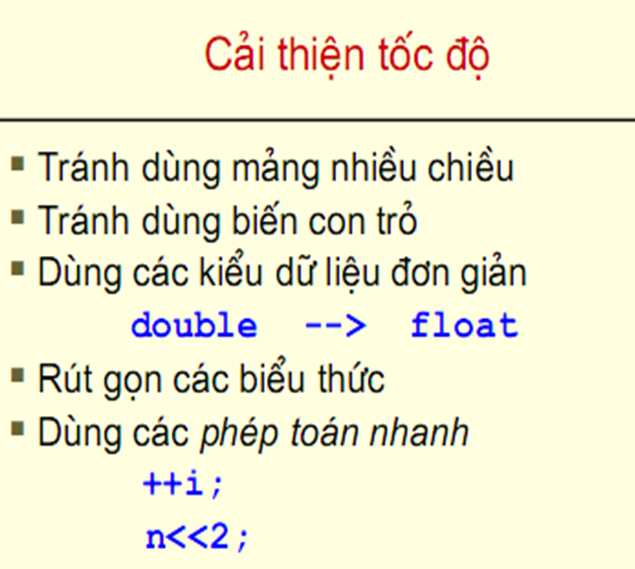 Cải thiện tốc độ
▪ Tránh dùng mảng nhiều chiều
▪ Tránh dùng biến con trỏ
▪ Dùng các kiểu dữ liệu đơn giản
double --> float
▪ Rút gọn các biểu thức
▪ Dùng các phép toán nhanh
++i;
n<<2;